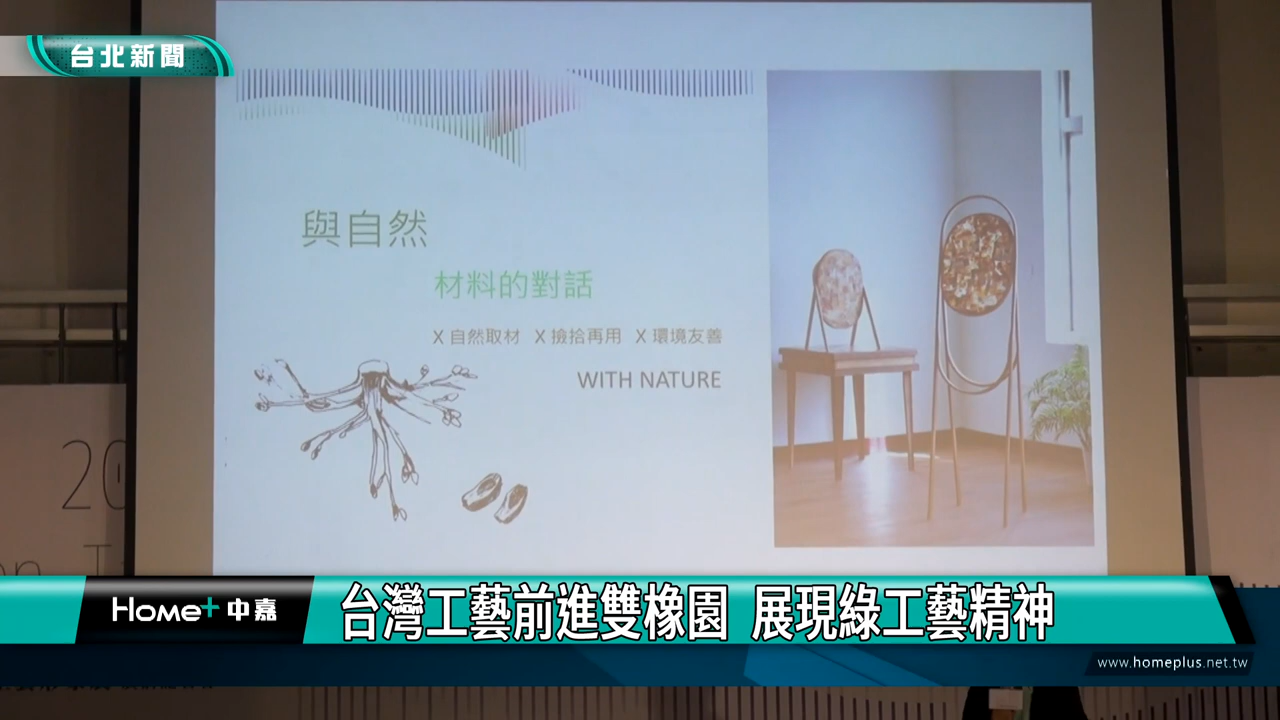 台北新聞
與自然
材料的對話
X 自然取材 X 撿拾再用 X 環境友善
WITH NATURE
20
on
Home+ 中嘉
台灣工藝前進雙橡園 展現綠工藝精神
www.homeplus.net.tw